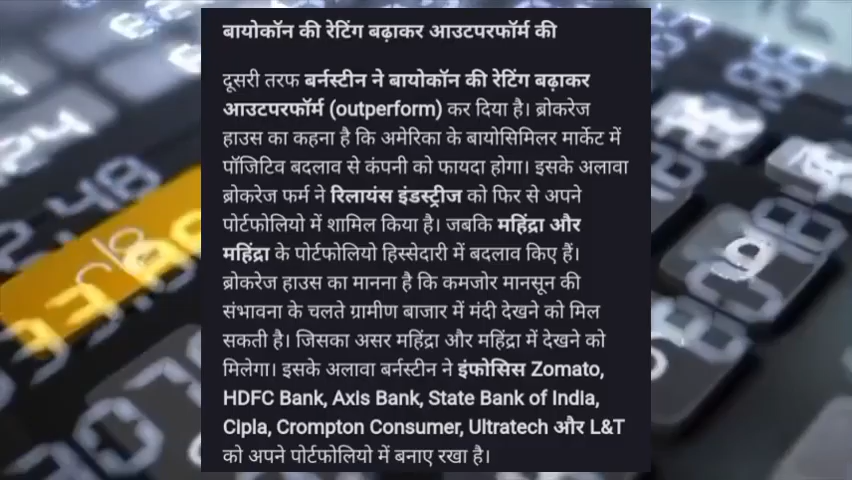 बायोकॉन की रेटिंग बढ़ाकर आउटपरफॉर्म की
दूसरी तरफ बर्नस्टीन ने बायोकॉन की रेटिंग बढ़ाकर
आउटपरफॉर्म (outperform) कर दिया है। ब्रोकरेज
हाउस का कहना है कि अमेरिका के बायोसिमिलर मार्केट में
पॉजिटिव बदलाव से कंपनी को फायदा होगा। इसके अलावा
ब्रोकरेज फर्म ने रिलायंस इंडस्ट्रीज को फिर से अपने
पोर्टफोलियो में शामिल किया है। जबकि महिंद्रा और
महिंद्रा के पोर्टफोलियो हिस्सेदारी में बदलाव किए हैं।
ब्रोकरेज हाउस का मानना है कि कमजोर मानसून की
संभावना के चलते ग्रामीण बाजार में मंदी देखने को मिल
सकती है। जिसका असर महिंद्रा और महिंद्रा में देखने को
मिलेगा। इसके अलावा बर्नस्टीन ने इंफोसिस Zomato,
HDFC Bank, Axis Bank, State Bank of India,
Cipla, Crompton Consumer, Ultratech और L&T
को अपने पोर्टफोलियो में बनाए रखा है।